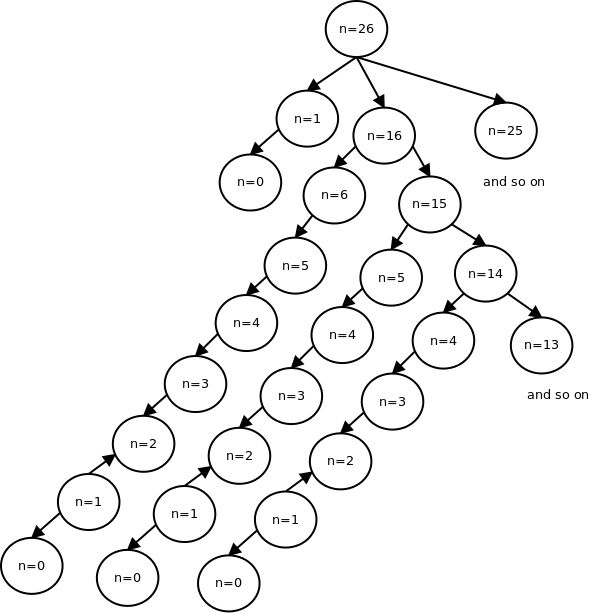 n=26
n=1
n=16
n=25
n=0
n=6
n=15
and so on
n=5
n=5
n=14
n=4
n=4
n=4
n=13
n=3
n=3
n=3
and so on
n=2
n=2
n=2
n=1
n=1
n=1
n=0
n=0
n=0